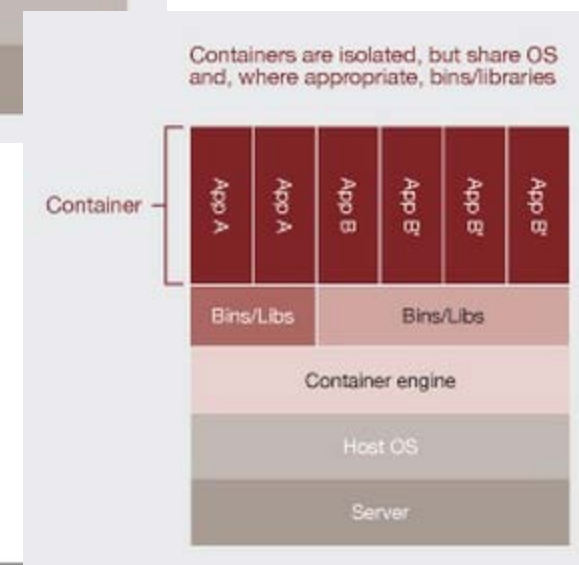 Containers are isolated, but share OS
and, where appropriate, bins/libraries
Container
App A
App A
App B
App B'
App B'
App B'
Bins/Libs
Bins/Libs
Container engine
Host OS
Server